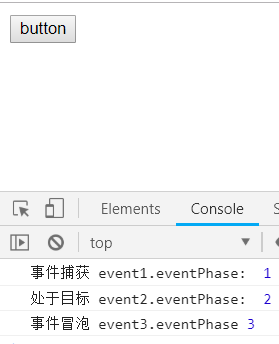 button
Elements Console S
top
事件捕获 event1.eventPhase: 1
处于目标 event2.eventPhase: 2
事件冒泡 event3.eventPhase 3